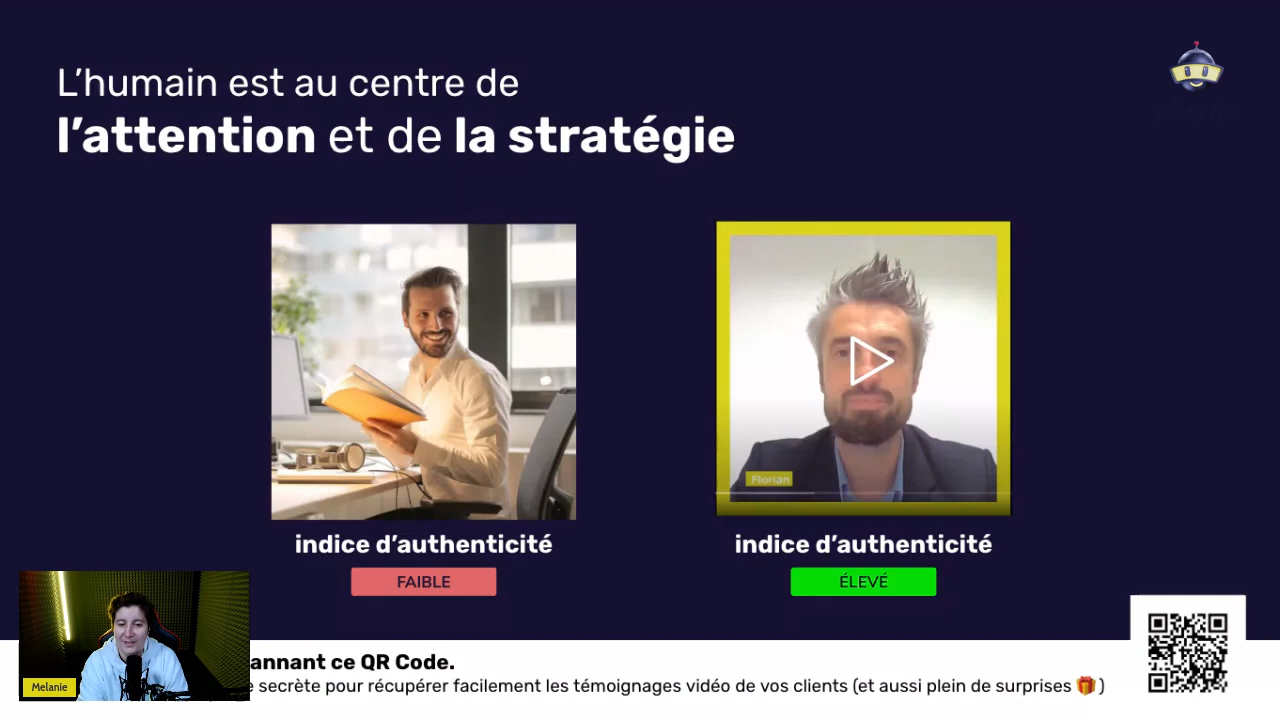 L’humain est au centre de
l’attention et de la stratégie
Florian
indice d’authenticité
FAIBLE
indice d’authenticité
ÉLEVÉ
Melanie
annant ce QR Code.
e secrète pour récupérer facilement les témoignages vidéo de vos clients (et aussi plein de surprises 🎁 )